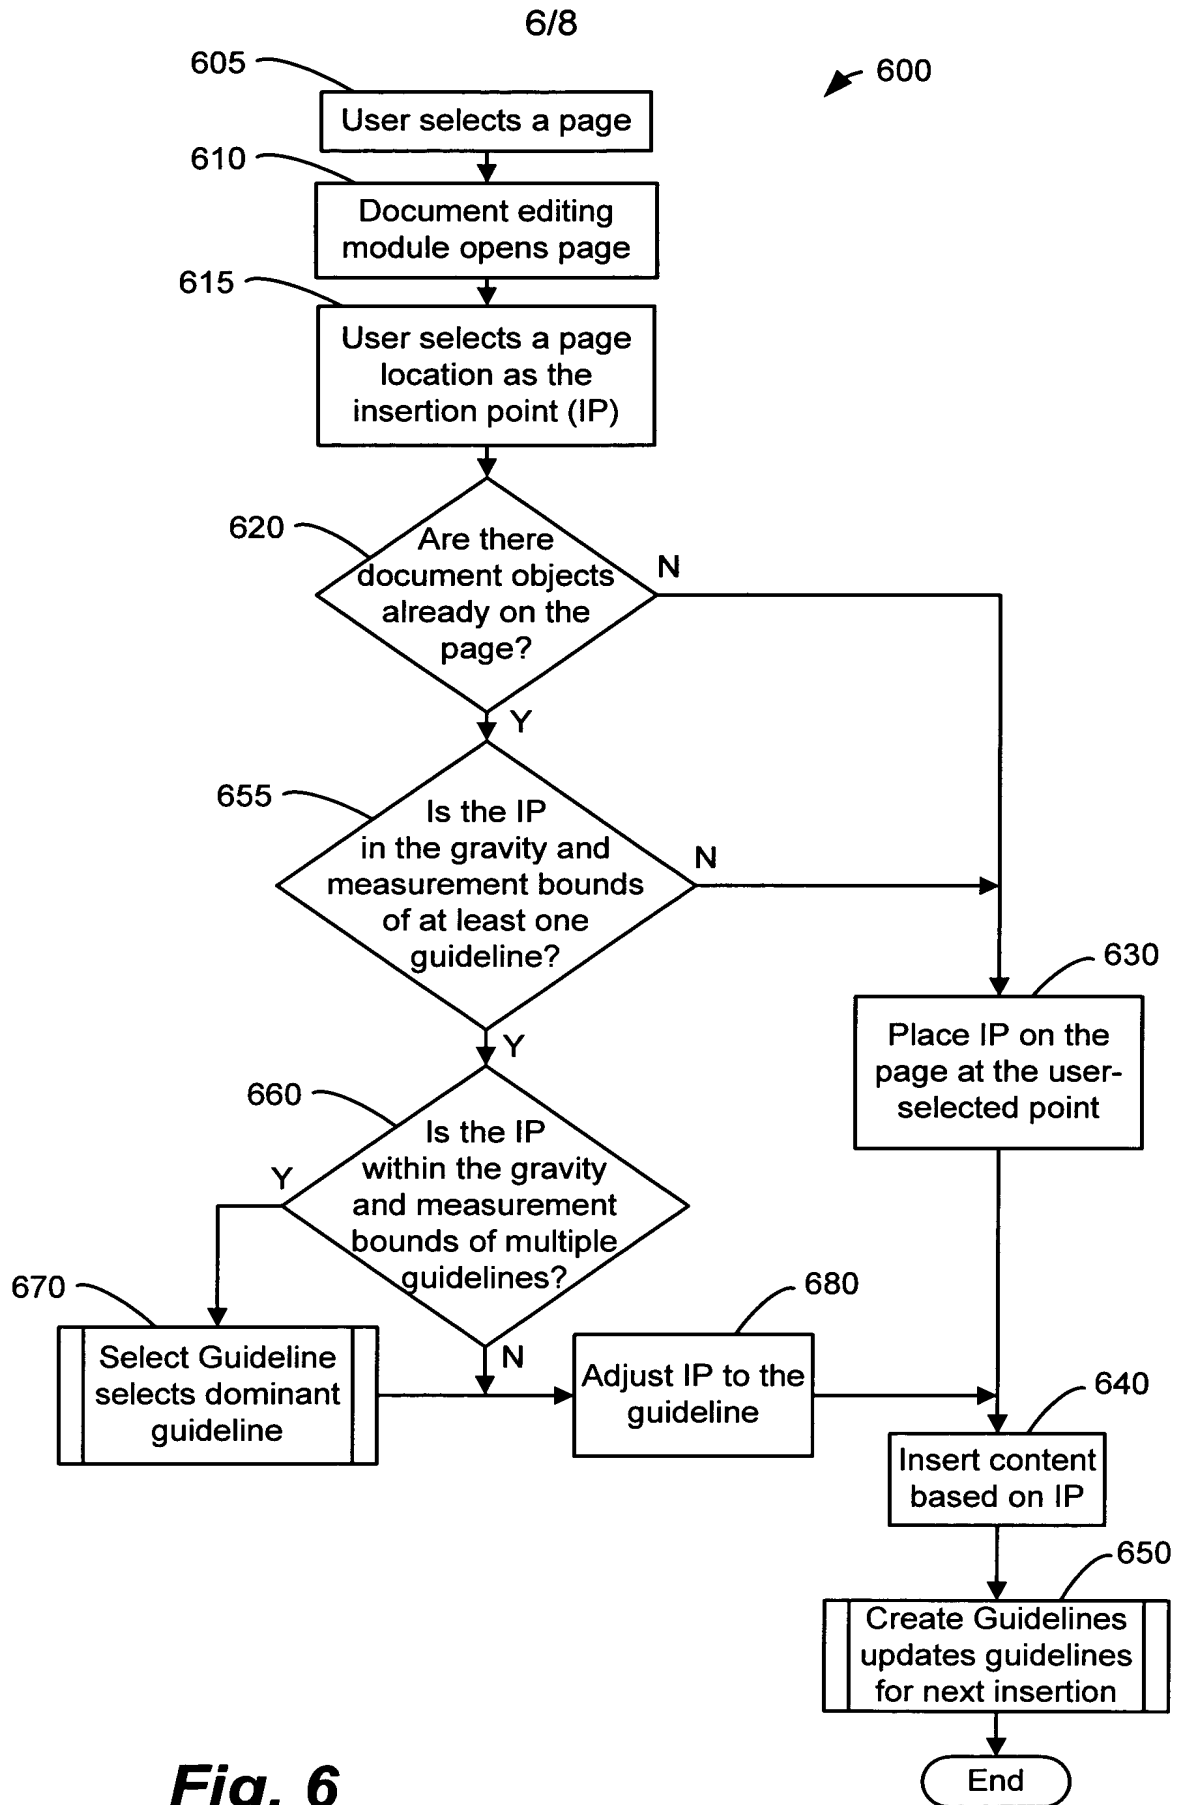 6/8
605
600
User selects a page
610
Document editing
module opens page
615
User selects a page
location as the
insertion point (IP)
620
Are there
document objects
already on the
page?
N
Y
655
Is the IP
in the gravity and
measurement bounds
of at least one
guideline?
N
630
Place IP on the
page at the user-
selected point
Y
660
Is the IP
within the gravity
and measurement
bounds of multiple
guidelines?
Y
670
Select Guideline
selects dominant
guideline
N
680
Adjust IP to the
guideline
640
Insert content
based on IP
650
Create Guidelines
updates guidelines
for next insertion
End
Fig. 6